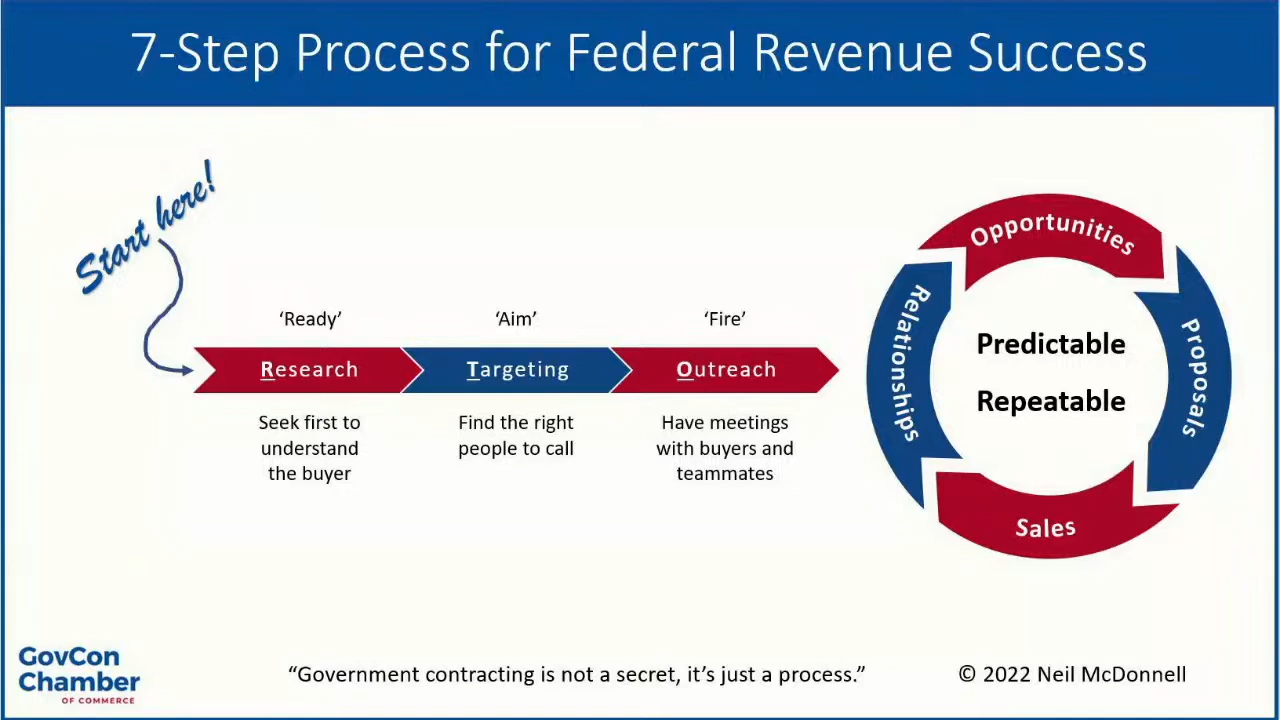 7-Step Process for Federal Revenue Success
Start here!
‘Ready’
‘Aim’
‘Fire’
Research
Targeting
Outreach
Seek first to
understand
the buyer
Find the right
people to call
Have meetings
with buyers and
teammates
Relationships
Opportunities
Proposals
Sales
Predictable
Repeatable
GovCon
Chamber
OF COMMERCE
“Government contracting is not a secret, it’s just a process.”
© 2022 Neil McDonnell